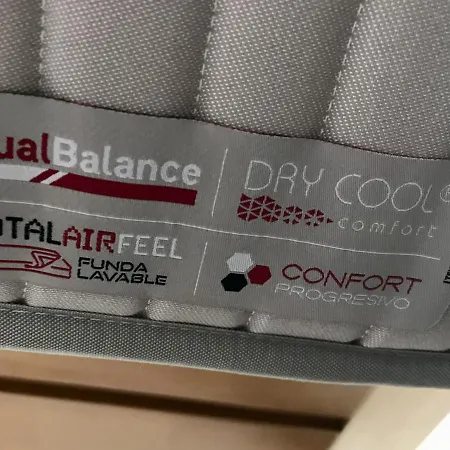 ualBalance
DRY COOL®
comfort
OTALAIRFEEL
FUNDA
LAVABLE
CONFORT
PROGRESIVO